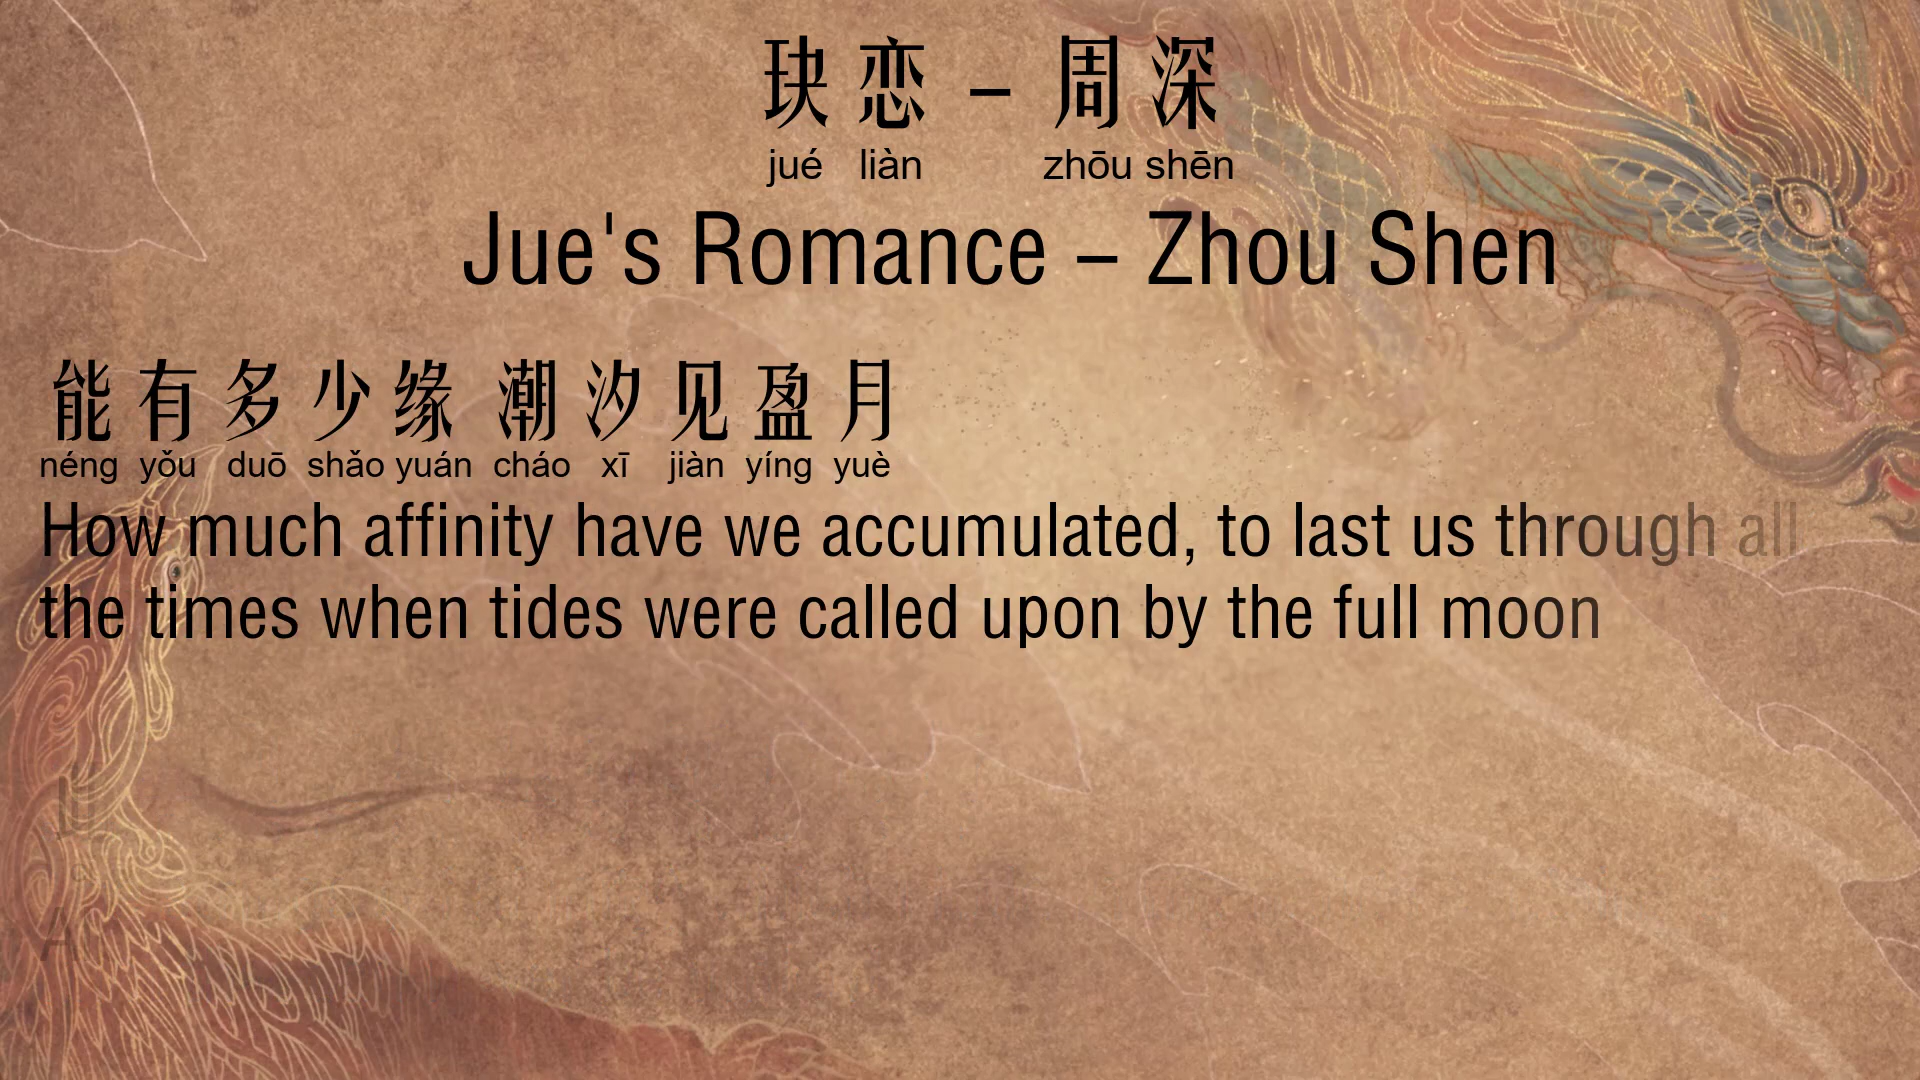 玦恋 – 周深
jué liàn zhōu shēn
Jue's Romance – Zhou Shen
能有多少缘 潮汐见盈月
néng yǒu duō shǎo yuán cháo xī jiàn yíng yuè
How much affinity have we accumulated, to last us through all
the times when tides were called upon by the full moon